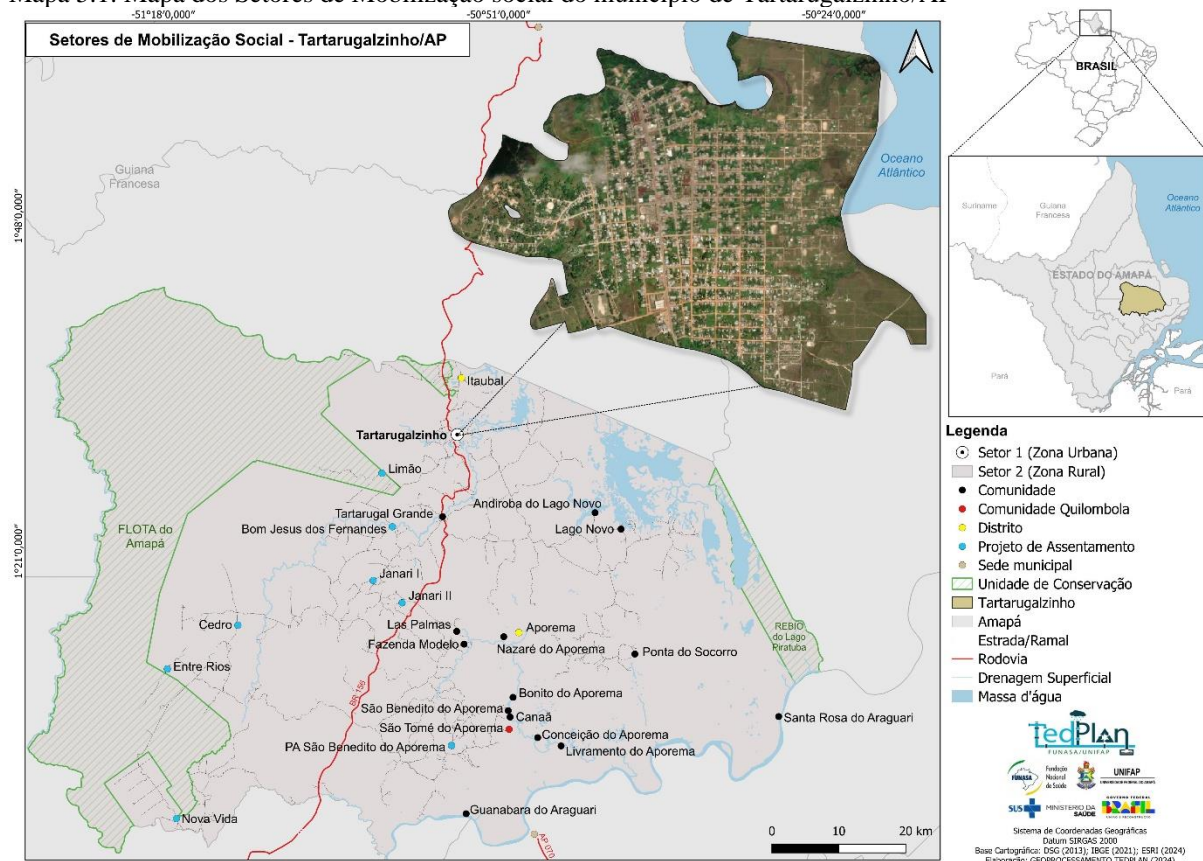 Mapa 3.1: Mapa dos Setores de Mobilização social do município de Tartarugalzinho/AP
-51°18'0,000"
-50°51'0,000"
-50°24'0,000"
Setores de Mobilização Social - Tartarugalzinho/AP
BRASIL
Guiana
Francesa
Oceano
Atlântico
1°48'0,000"
1°21'0,000"
Suriname
Guiana
Francesa
Oceano
Atlântico
ESTADO DO AMAPÁ
Pará
Pará
Itaubal
Tartarugalzinho
Limão
Andiroba do Lago Novo
Tartarugal Grande
Bom Jesus dos Fernandes
Lago Novo
FLOTA do
Amapá
Janari I
Janari II
Cedro
Las Palmas
Aporema
Fazenda Modelo
Nazaré do Aporema
REBIO
do Lago
Piratuba
Ponta do Socorro
Entre Rios
BR 156
Bonito do Aporema
São Benedito do Aporema
Canaã
Santa Rosa do Araguari
São Tomé do Aporema
Conceição do Aporema
PA São Benedito do Aporema
Livramento do Aporema
Guanabara do Araguari
Nova Vida
AP 070
0 10 20 km
Legenda
Setor 1 (Zona Urbana)
Setor 2 (Zona Rural)
Comunidade
Comunidade Quilombola
Distrito
Projeto de Assentamento
Sede municipal
Unidade de Conservação
Tartarugalzinho
Amapá
Estrada/Ramal
Rodovia
Drenagem Superficial
Massa d'água
TedPlan
FUNASA/UNIFAP
FUNASA
Fundação
Nacional
de Saúde
UNIFAP
SUS
MINISTÉRIO DA
SAÚDE
GOVERNO FEDERAL
BRASIL
Sistema de Coordenadas Geográficas
Datum SIRGAS 2000
Base Cartográfica: DSG (2013); IBGE (2021); ESRI (2024)
Elaboração: GEOPROCESSAMENTO TEDPLAN (2024)